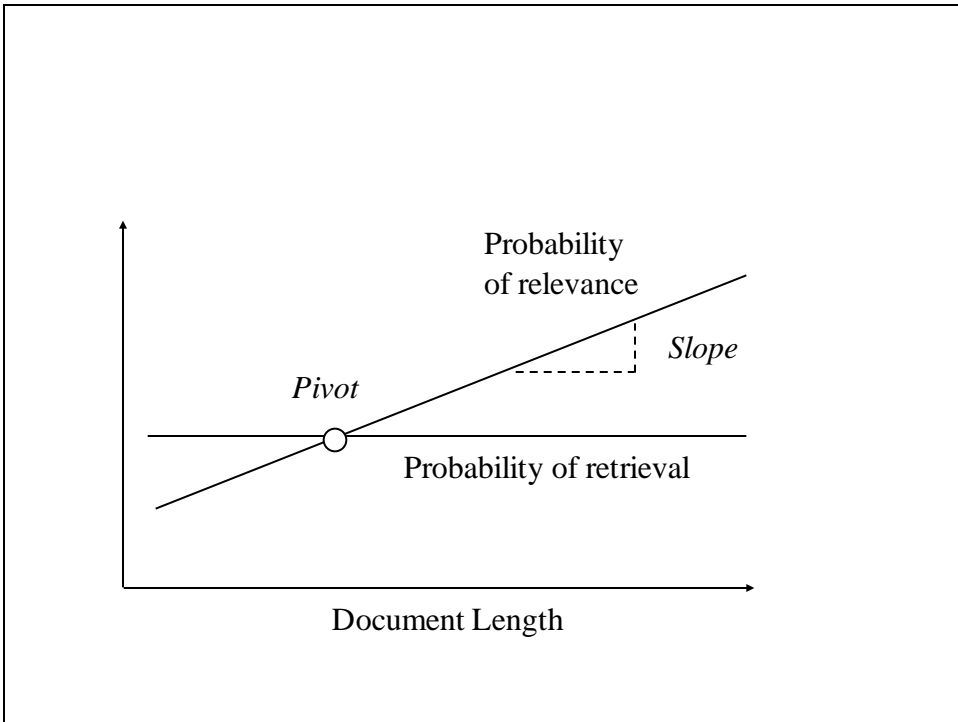 Probability
of relevance
Slope
Pivot
Probability of retrieval
Document Length